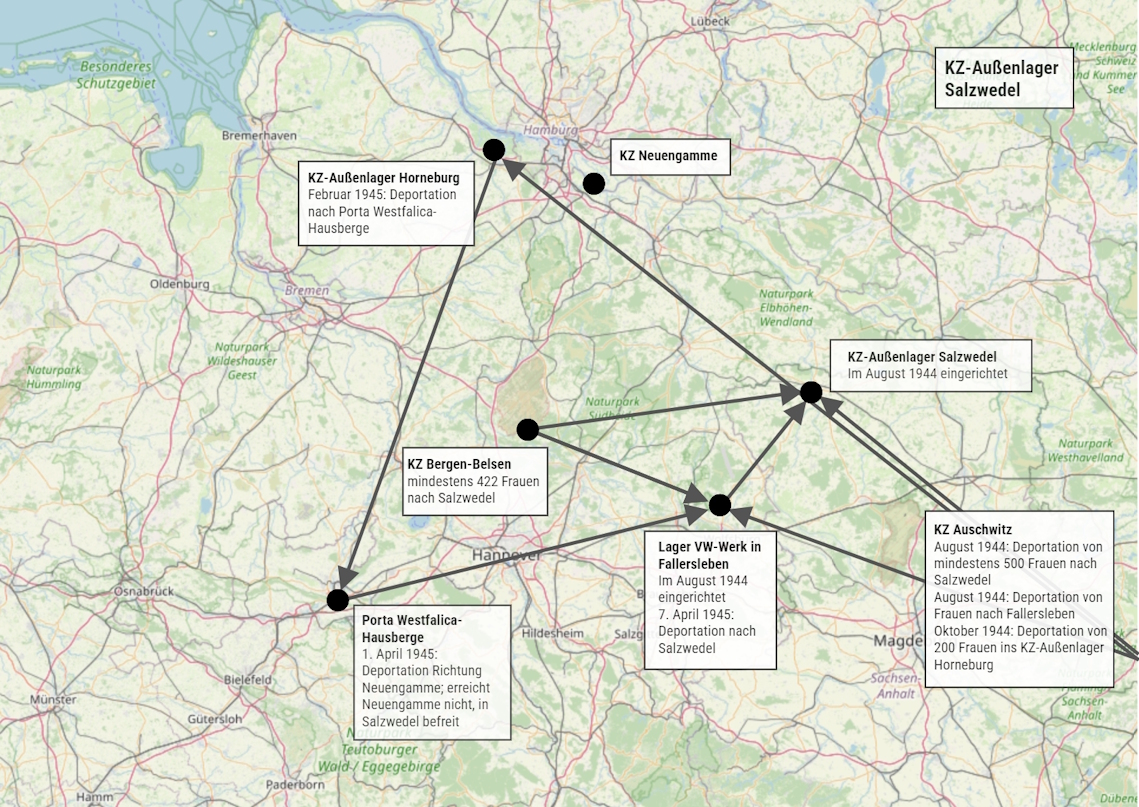 Lübeck
Besonderes
Schutzgebiet
KZ-Außenlager
Salzwedel
Mecklenburg
Schweiz
und Kummer
See
Bremerhaven
Hamburg
KZ Neuengamme
KZ-Außenlager Horneburg
Februar 1945: Deportation
nach Porta Westfalica-
Hausberge
Oldenburg
Bremen
Naturpark
Elbhöhen-
Wendland
Naturpark
Wildeshauser
Geest
Naturpark
Hümmling
KZ-Außenlager Salzwedel
Im August 1944 eingerichtet
Naturpark
Südheide
KZ Bergen-Belsen
mindestens 422 Frauen
nach Salzwedel
Naturpark
Westhavelland
Hannover
Lager VW-Werk in
Fallersleben
Im August 1944
eingerichtet
7. April 1945:
Deportation nach
Salzwedel
KZ Auschwitz
August 1944: Deportation von
mindestens 500 Frauen nach
Salzwedel
August 1944: Deportation von
Frauen nach Fallersleben
Oktober 1944: Deportation von
200 Frauen ins KZ-Außenlager
Horneburg
Osnabrück
Porta Westfalica-
Hausberge
1. April 1945:
Deportation Richtung
Neuengamme; erreicht
Neuengamme nicht, in
Salzwedel befreit
Hildesheim
Salzg
Magde
Bielefeld
Sachsen-
Anhalt
Fläming-
Sachsen-
Anhalt
Münster
Gütersloh
Naturpark
Teutoburger
Wald / Eggegebirge
Paderborn
Hamm
Düben